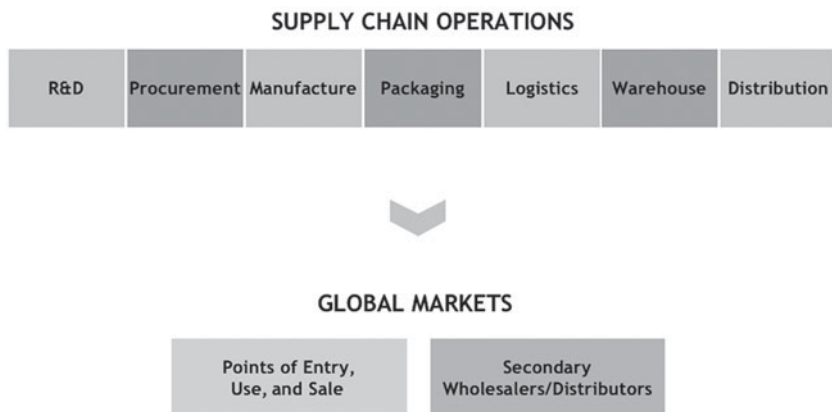 SUPPLY CHAIN OPERATIONS
R&D Procurement Manufacture Packaging Logistics Warehouse Distribution
GLOBAL MARKETS
Points of Entry,
Use, and Sale
Secondary
Wholesalers/Distributors